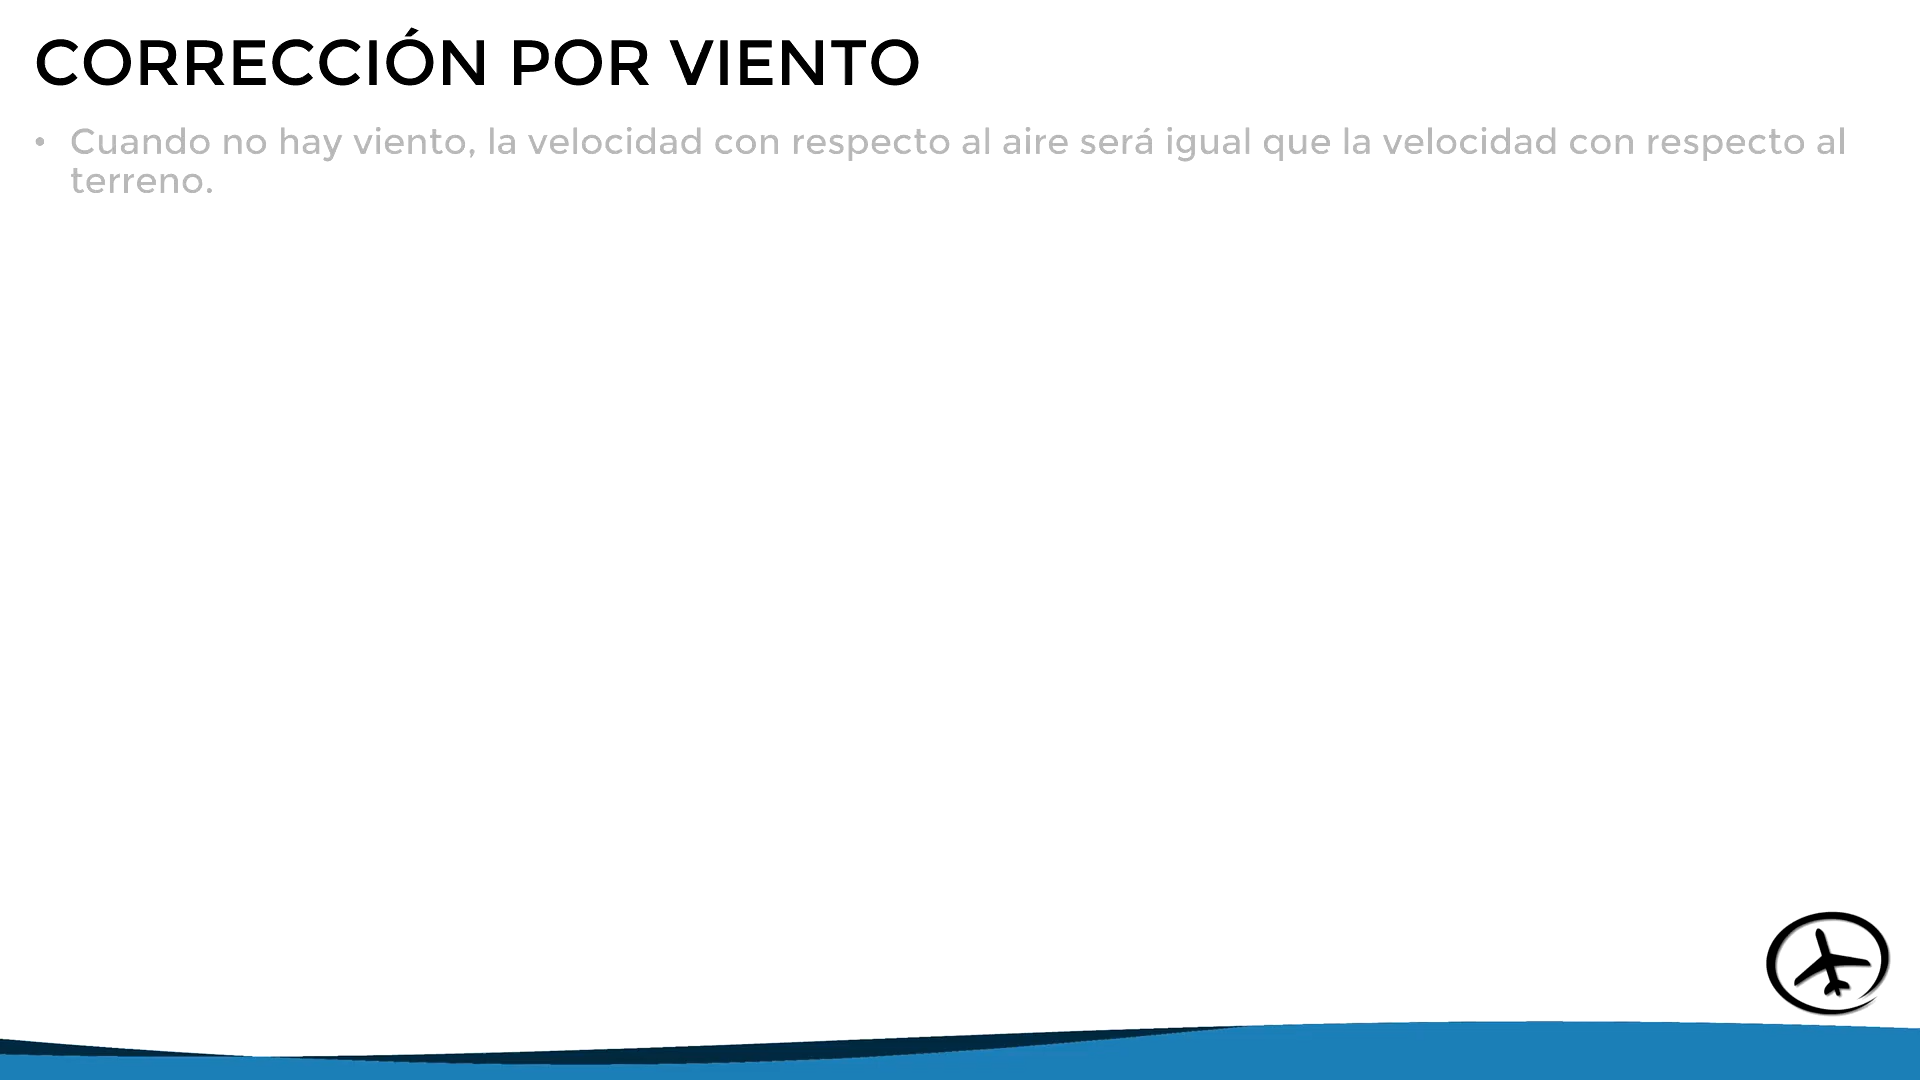 CORRECCIÓN POR VIENTO
• Cuando no hay viento, la velocidad con respecto al aire será igual que la velocidad con respecto al
terreno.